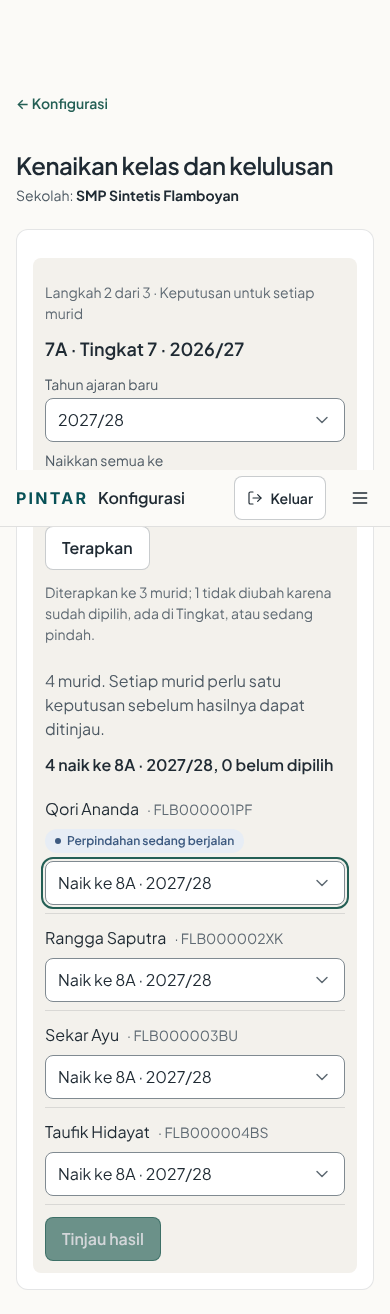 ← Konfigurasi
Kenaikan kelas dan kelulusan
Sekolah: SMP Sintetis Flamboyan
Langkah 2 dari 3 · Keputusan untuk setiap
murid
7A · Tingkat 7 · 2026/27
Tahun ajaran baru
2027/28
Naikkan semua ke
PINTAR Konfigurasi Keluar
Terapkan
Diterapkan ke 3 murid; 1 tidak diubah karena
sudah dipilih, ada di Tingkat, atau sedang
pindah.
4 murid. Setiap murid perlu satu
keputusan sebelum hasilnya dapat
ditinjau.
4 naik ke 8A · 2027/28, 0 belum dipilih
Qori Ananda · FLB000001PF
Perpindahan sedang berjalan
Naik ke 8A · 2027/28
Rangga Saputra · FLB000002XK
Naik ke 8A · 2027/28
Sekar Ayu · FLB000003BU
Naik ke 8A · 2027/28
Taufik Hidayat · FLB000004BS
Naik ke 8A · 2027/28
Tinjau hasil